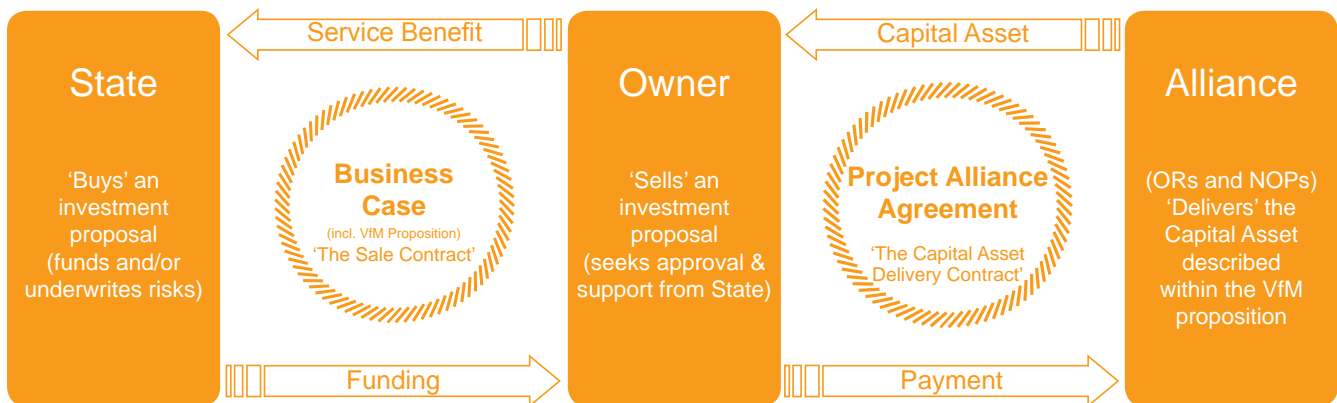 Service Benefit
Capital Asset
State
‘Buys’ an
investment
proposal
(funds and/or
underwrites risks)
Business
Case
(incl. VfM Proposition)
‘The Sale Contract’
Owner
‘Sells’ an
investment
proposal
(seeks approval &
support from State)
Project Alliance
Agreement
‘The Capital Asset
Delivery Contract’
Alliance
(ORs and NOPs)
‘Delivers’ the
Capital Asset
described
within the VfM
proposition
Funding
Payment